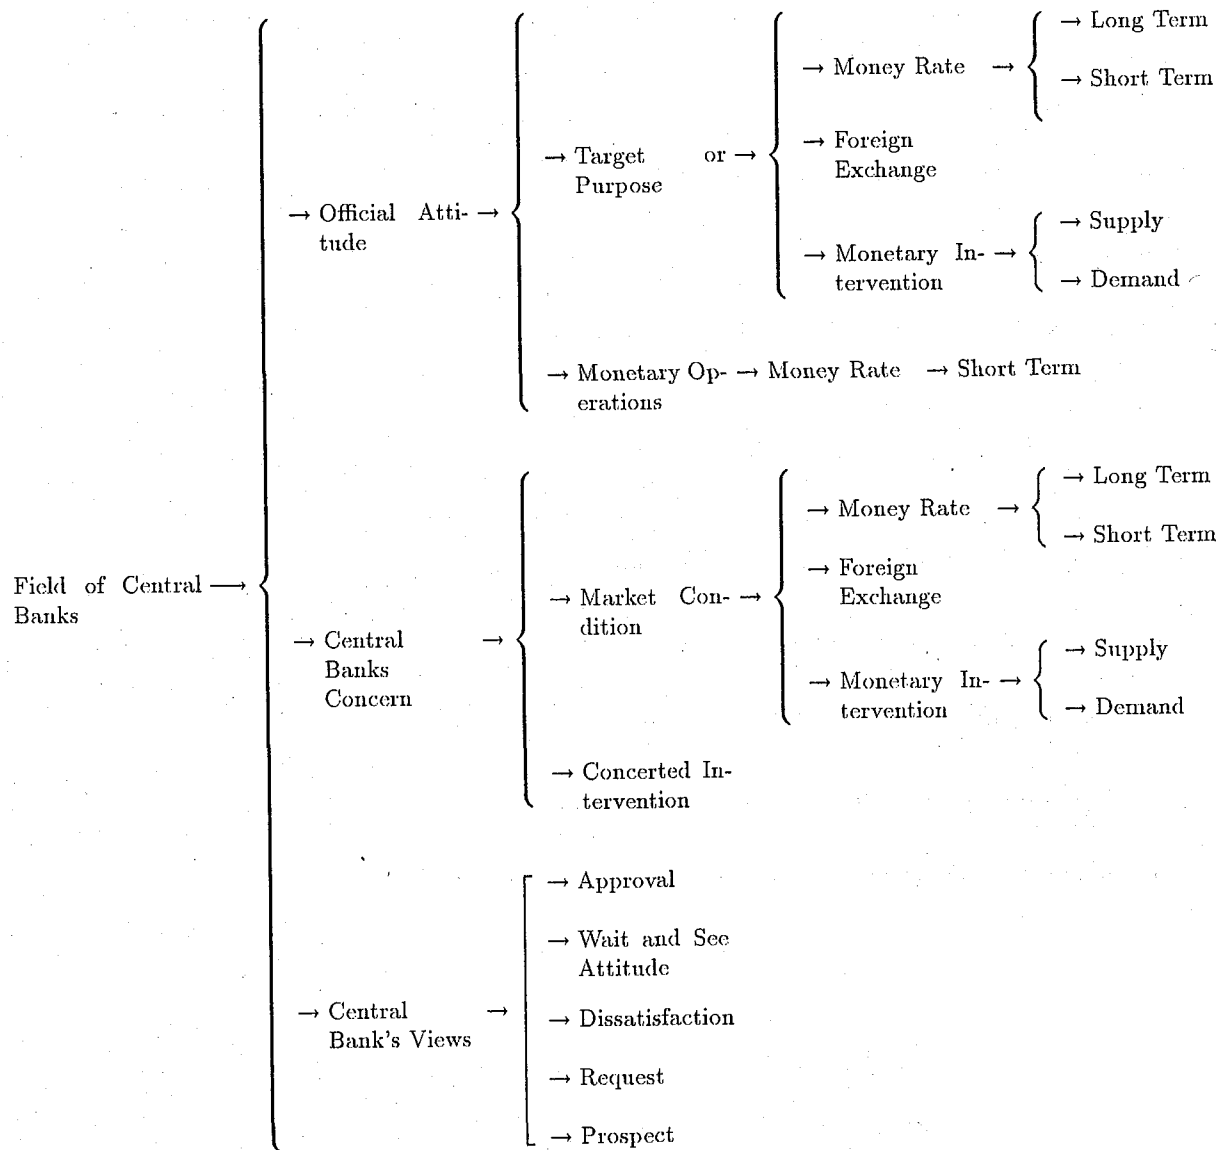 → Long Term
→ Money Rate →
→ Short Term
→ Foreign
Exchange
→ Target or →
Purpose
→ Official Atti- →
tude
→ Supply
→ Monetary In- →
tervention
→ Demand
→ Monetary Op- → Money Rate → Short Term
erations
→ Long Term
→ Money Rate →
→ Short Term
→ Foreign
Exchange
Field of Central →
Banks
→ Market Con- →
dition
→ Central →
Banks
Concern
→ Supply
→ Monetary In- →
tervention
→ Demand
→ Concerted In-
tervention
→ Approval
→ Wait and See
Attitude
→ Central →
Bank's Views
→ Dissatisfaction
→ Request
→ Prospect